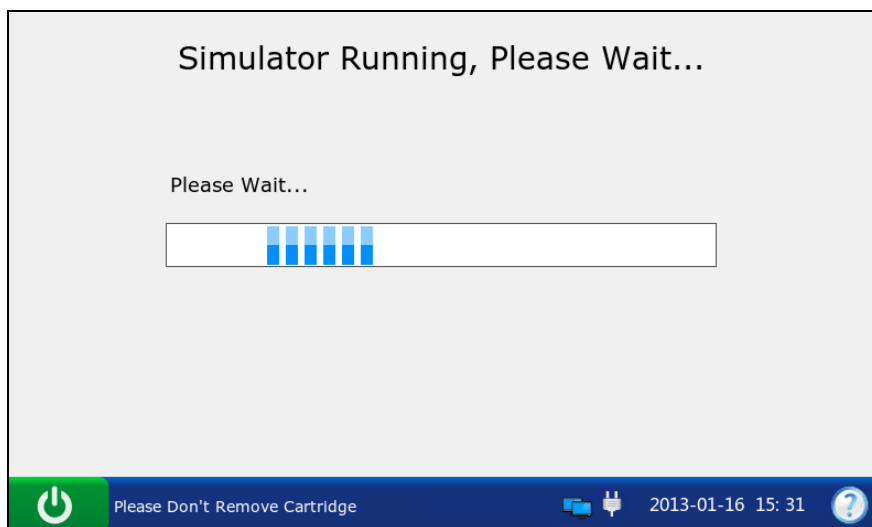 Simulator Running, Please Wait...
Please Wait...
Please Don't Remove Cartridge
2013-01-16 15: 31
?